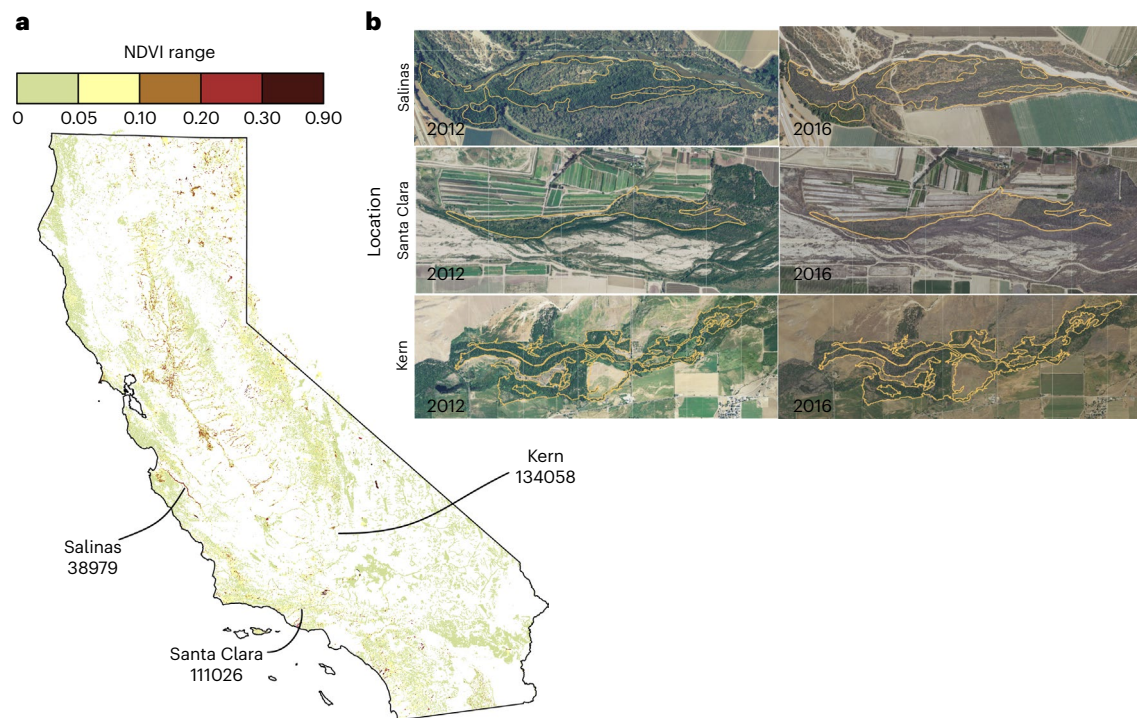 a
NDVI range
0 0.05 0.10 0.20 0.30 0.90
Kern
134058
Salinas
38979
Santa Clara
111026
b
Location
Salinas
2012
2016
Santa Clara
2012
2016
Kern
2012
2016